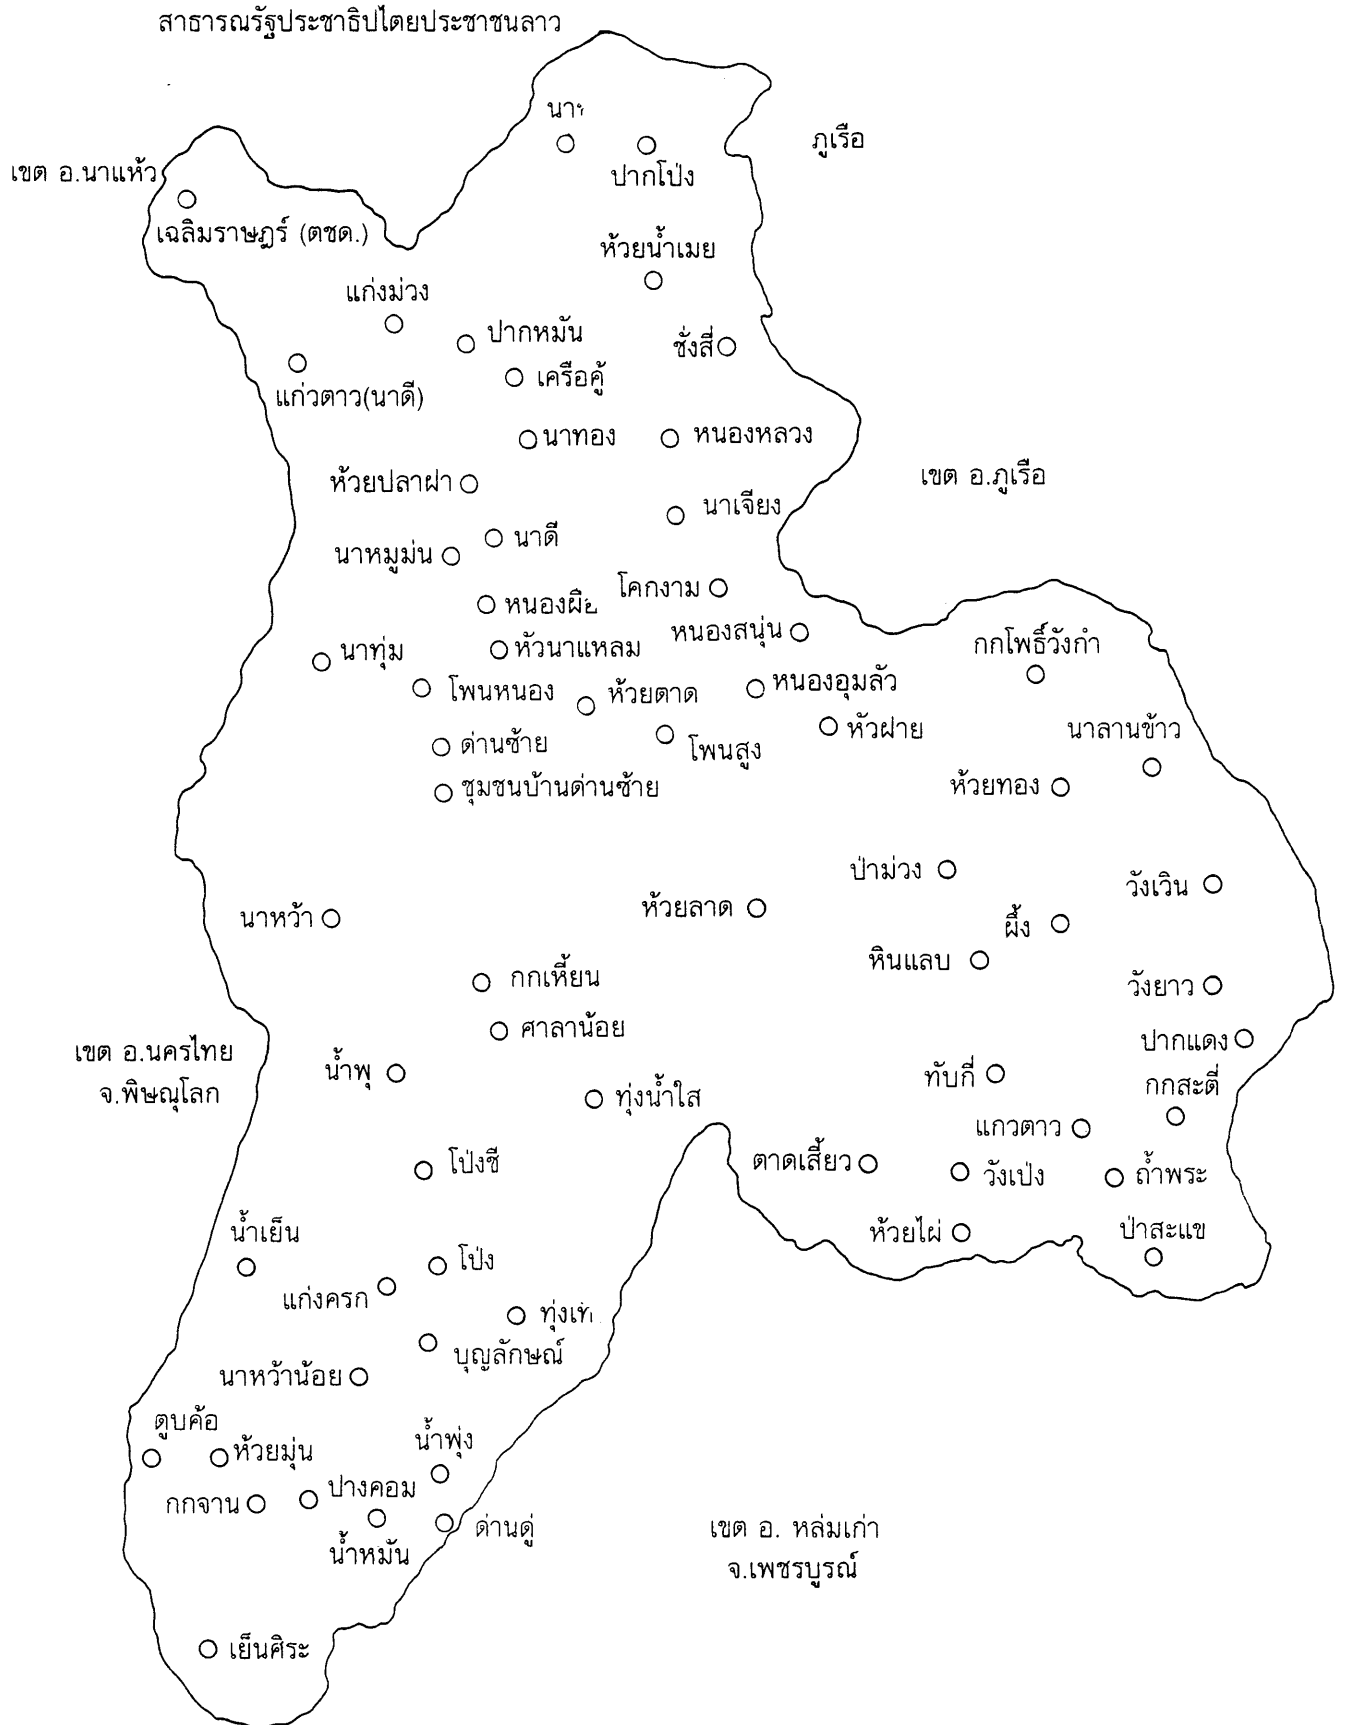 สาธารณรัฐประชาธิปไตยประชาชนลาว
ภูเรือ
ปากโป่ง
เขต อ.นาแห้ว
เฉลิมราษฎร์ (ตชด.)
ห้วยน้ำเมย
แก่งม่วง
ปากหมัน
ซั่งสี่
เครือคู้
แก่วตาว(นาดี)
นาทอง
หนองหลวง
ห้วยปลาฝา
เขต อ.ภูเรือ
นาเจียง
นาดี
นาหมูม่น
โคกงาม
หนองสนุ่น
หัวนาแหลม
นาทุ่ม
กกโพธิ์วังกำ
โพนหนอง
ห้วยตาด
หนองอุมลัว
หัวฝาย
นาลานข้าว
ด่านซ้าย
โพนสูง
ชุมชนบ้านด่านซ้าย
ห้วยทอง
ป่าม่วง
วังเวิน
นาหว้า
ห้วยลาด
ผึ้ง
หินแลบ
กกเหี้ยน
วังยาว
ศาลาน้อย
ปากแดง
เขต อ.นครไทย
จ.พิษณุโลก
น้ำพุ
ทับกี่
กกสะตี่
ทุ่งน้ำใส
แกวตาว
โป่งชี
ตาดเสี้ยว
วังเป่ง
ถ้ำพระ
น้ำเย็น
ห้วยไผ่
ป่าสะแข
โป่ง
แก่งครก
บุญลักษณ์
นาหว้าน้อย
ตูบค้อ
ห้วยมุ่น
น้ำพุ่ง
กกจาน
ปางคอม
ด่านดู่
น้ำหมัน
เขต อ. หล่มเก่า
จ.เพชรบูรณ์
เย็นศิระ